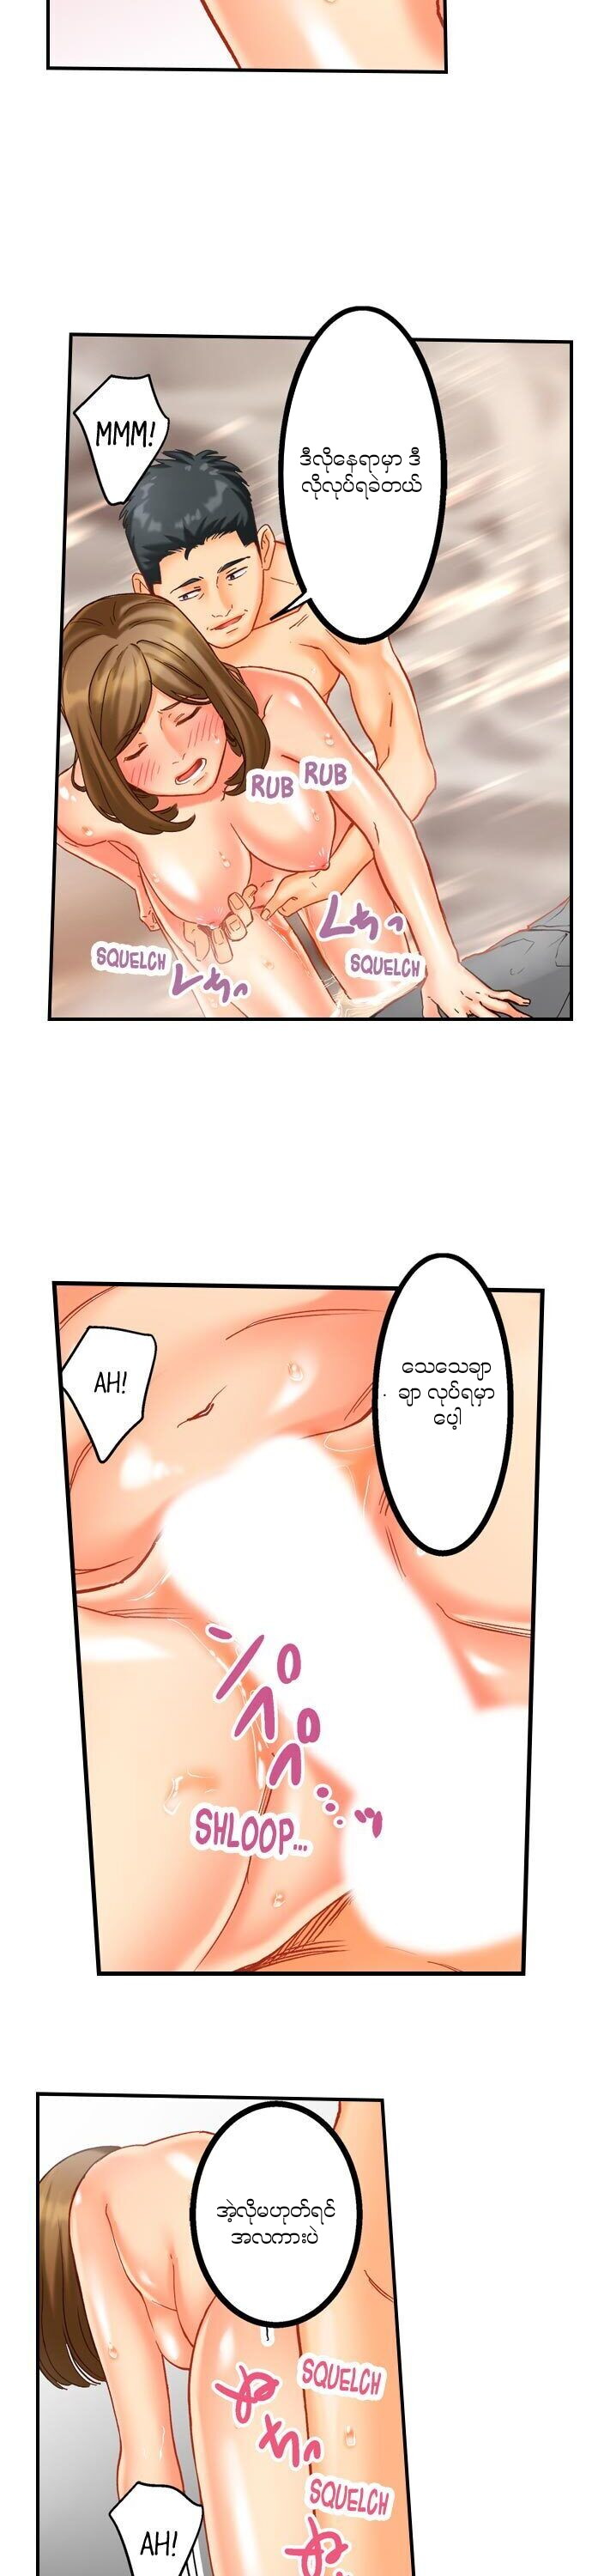 MMM!
ဒီလိုနေရာမှာ ဒီ
လိုလုပ်ရခဲတယ်
RUB RUB
SQUELCH
SQUELCH
သေသေချာ
ချာ လုပ်ရမှာ
ပေ့ါ
AH!
SHLOOP...
အဲ့လိုမဟုတ်ရင်
အလကားပဲ
SQUELCH
SQUELCH
AH!